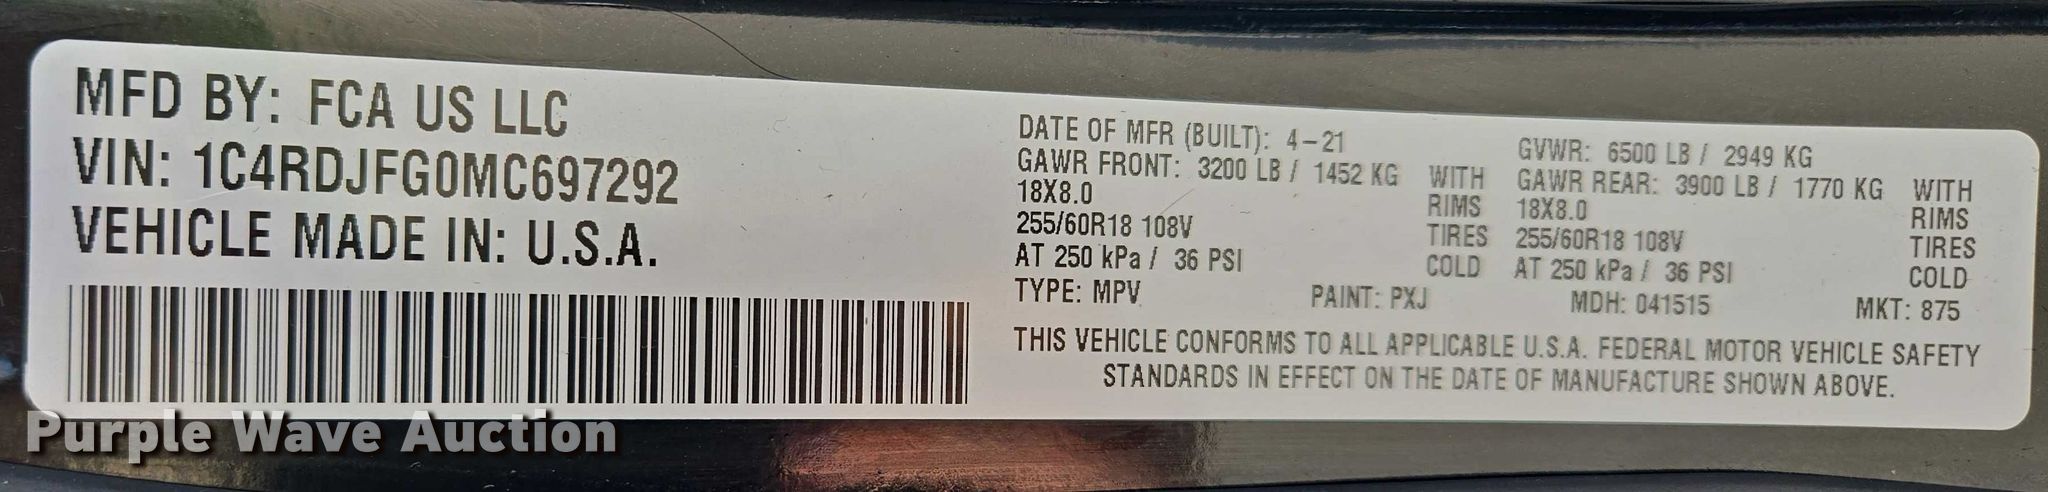 MFD BY: FCA US LLC
VIN: 1C4RDJFG0MC697292
VEHICLE MADE IN: U.S.A.
DATE OF MFR (BUILT): 4-21 GVWR: 6500 LB / 2949 KG
GAWR FRONT: 3200 LB / 1452 KG WITH GAWR REAR: 3900 LB / 1770 KG WITH
18X8.0 RIMS 18X8.0 RIMS
255/60R18 108V TIRES 255/60R18 108V TIRES
AT 250 kPa / 36 PSI COLD AT 250 kPa / 36 PSI COLD
TYPE: MPV PAINT: PXJ MDH: 041515 MKT: 875
THIS VEHICLE CONFORMS TO ALL APPLICABLE U.S.A. FEDERAL MOTOR VEHICLE SAFETY
STANDARDS IN EFFECT ON THE DATE OF MANUFACTURE SHOWN ABOVE.
Purple Wave Auction